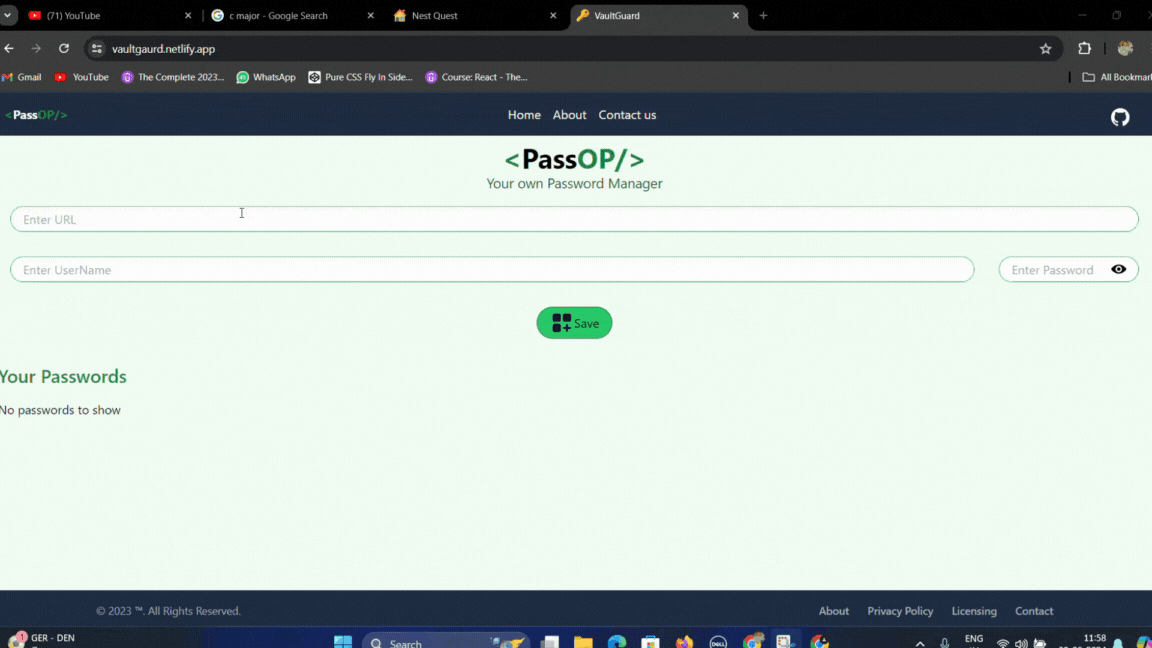 (71) YouTube
c major - Google Search
Nest Quest
VaultGuard
vaultgaurd.netlify.app
Gmail
YouTube
The Complete 2023...
WhatsApp
Pure CSS Fly In Side...
Course: React - The...
All Bookmar
<PassOP/>
Home About Contact us
<PassOP/>
Your own Password Manager
Enter URL
Enter UserName
Enter Password
Save
Your Passwords
No passwords to show
© 2023 ™. All Rights Reserved.
About Privacy Policy Licensing Contact
1
GER - DEN
Search
DELL
ENG
11:58